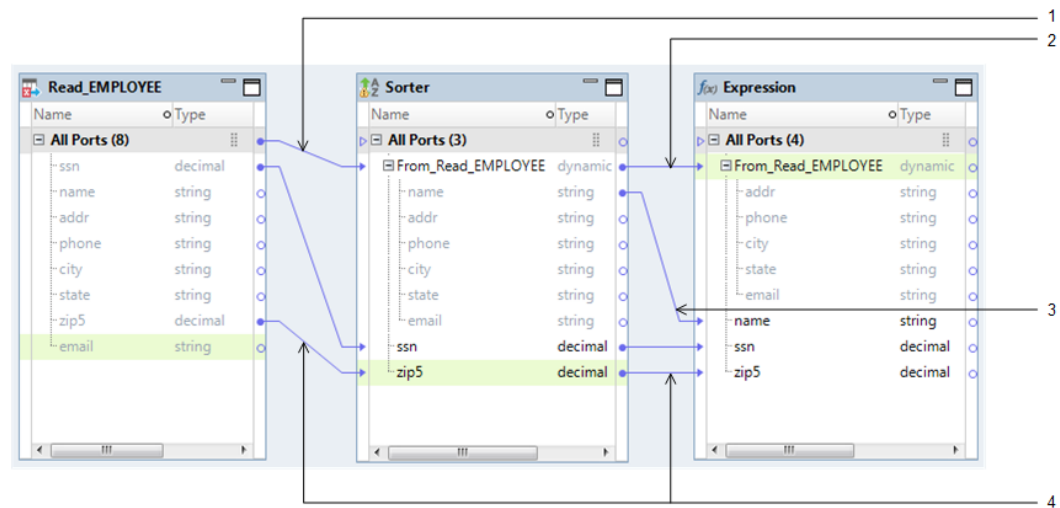 1
2
Read_EMPLOYEE
Name Type
All Ports (8)
ssn decimal
name string
addr string
phone string
city string
state string
zip5 decimal
email string
Sorter
Name Type
All Ports (3)
From_Read_EMPLOYEE dynamic
name string
addr string
phone string
city string
state string
email string
ssn decimal
zip5 decimal
f(x) Expression
Name Type
All Ports (4)
From_Read_EMPLOYEE dynamic
addr string
phone string
city string
state string
email string
name string
ssn decimal
zip5 decimal
3
4